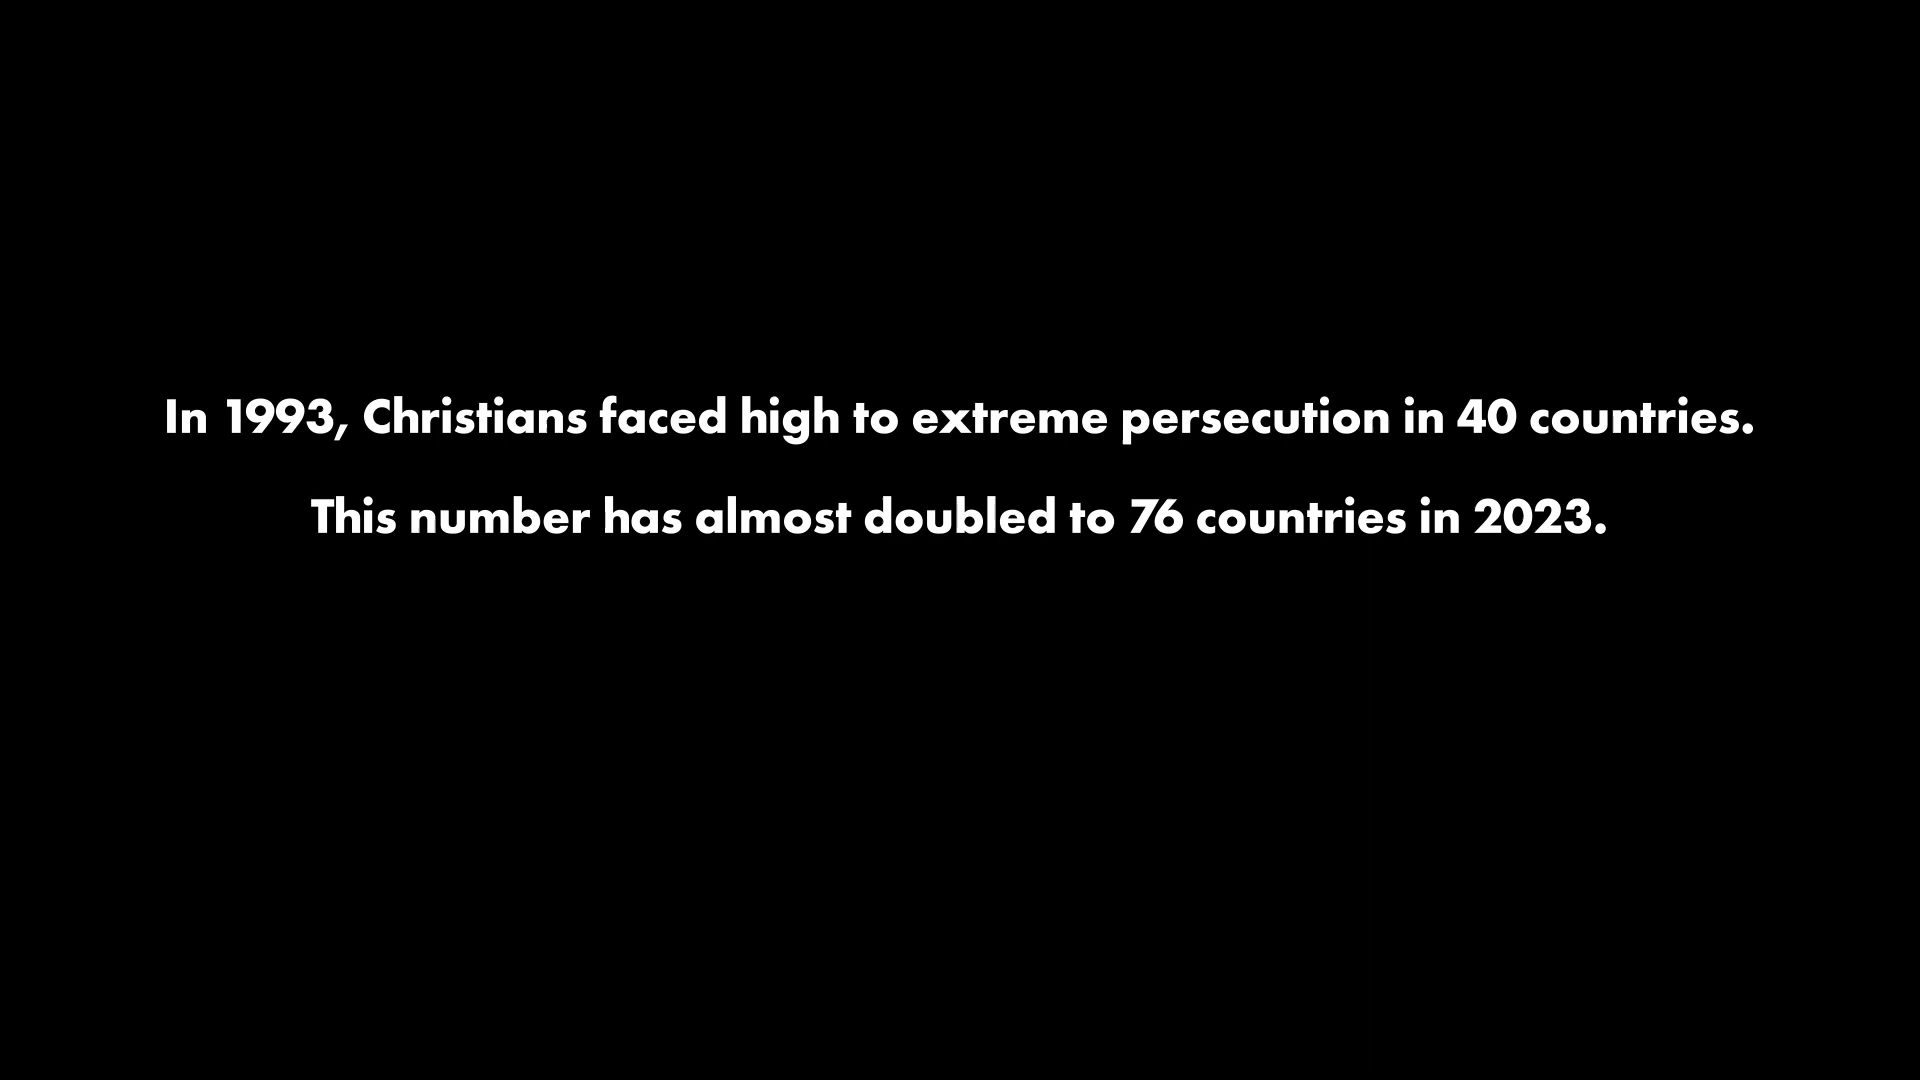 In 1993, Christians faced high to extreme persecution in 40 countries.
This number has almost doubled to 76 countries in 2023.